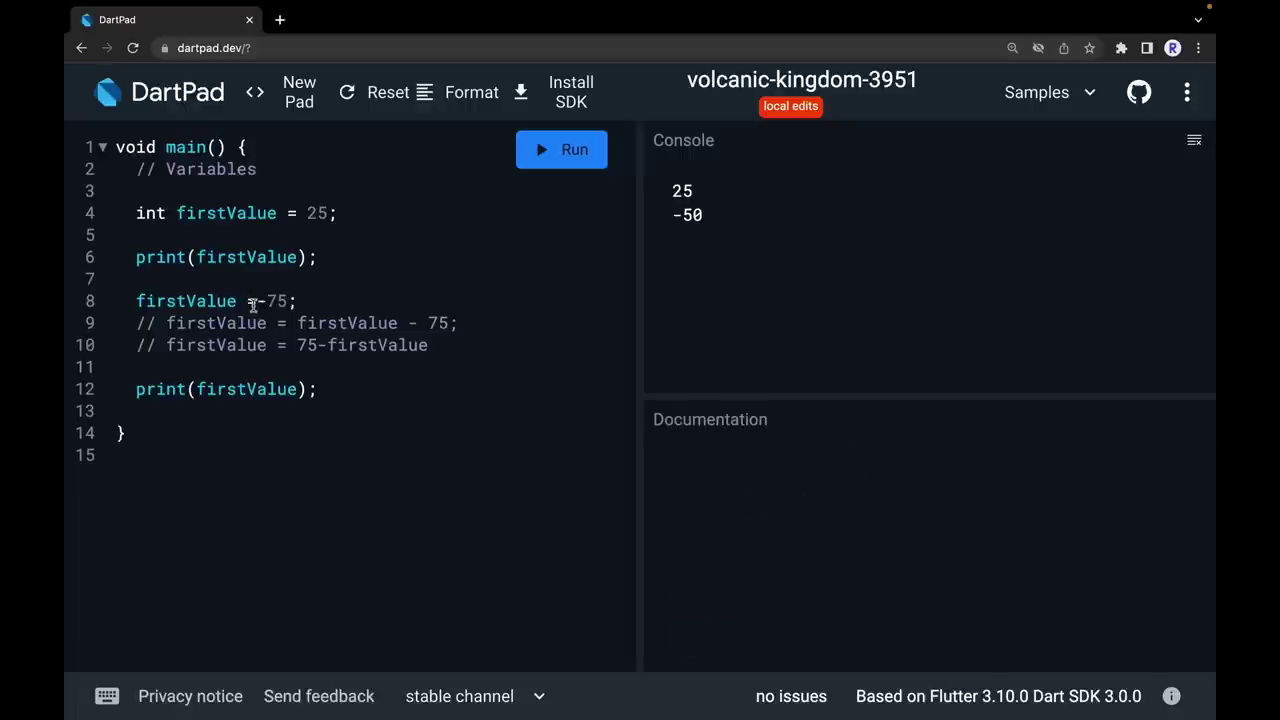 DartPad
dartpad.dev/?
R
DartPad
<> New Pad
Reset
Format
Install SDK
volcanic-kingdom-3951
local edits
Samples
1 void main() {
2 // Variables
3
4 int firstValue = 25;
5
6 print(firstValue);
7
8 firstValue =-75;
9 // firstValue = firstValue - 75;
10 // firstValue = 75-firstValue
11
12 print(firstValue);
13
14 }
15
Run
Console
25
-50
Documentation
Privacy notice
Send feedback
stable channel
no issues
Based on Flutter 3.10.0 Dart SDK 3.0.0